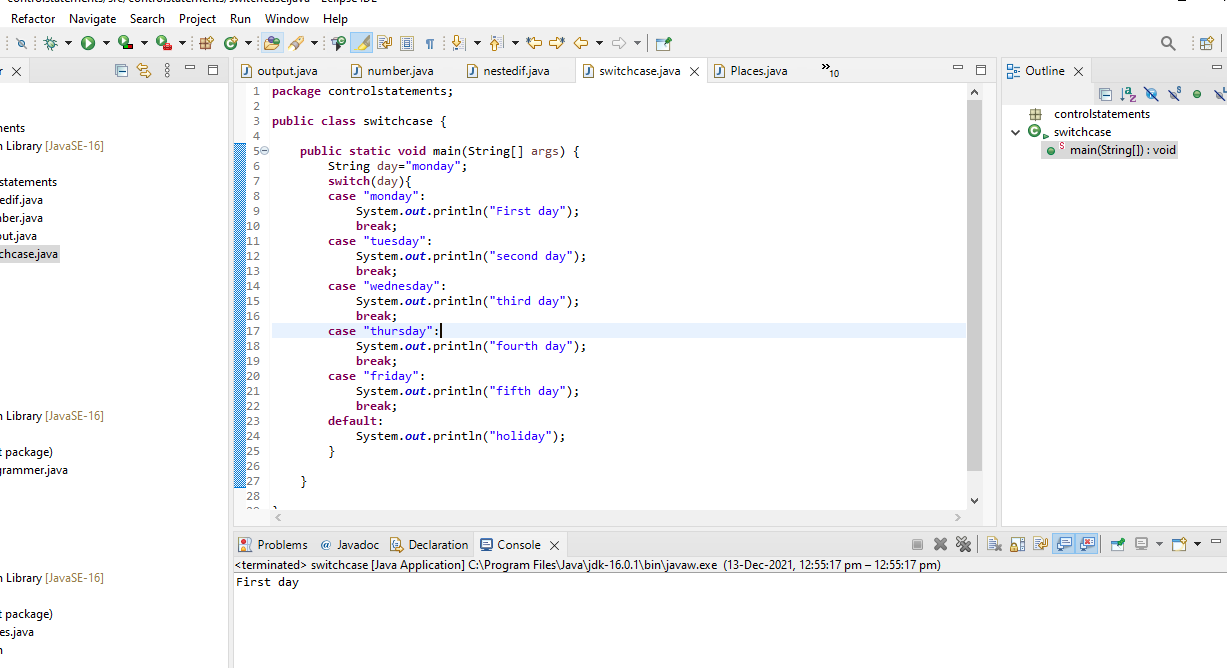 controlstatements/src/controlstatements/switchcase.java - Eclipse IDE
Refactor Navigate Search Project Run Window Help
output.java number.java nestedif.java switchcase.java Places.java »10
Outline
ments
n Library [JavaSE-16]
statements
edif.java
ber.java
out.java
chcase.java
n Library [JavaSE-16]
t package)
grammer.java
n Library [JavaSE-16]
t package)
es.java
1 package controlstatements;
2
3 public class switchcase {
4
5 public static void main(String[] args) {
6 String day="monday";
7 switch(day){
8 case "monday":
9 System.out.println("First day");
10 break;
11 case "tuesday":
12 System.out.println("second day");
13 break;
14 case "wednesday":
15 System.out.println("third day");
16 break;
17 case "thursday":
18 System.out.println("fourth day");
19 break;
20 case "friday":
21 System.out.println("fifth day");
22 break;
23 default:
24 System.out.println("holiday");
25 }
26
27 }
28
controlstatements
switchcase
main(String[]) : void
Problems @ Javadoc Declaration Console
<terminated> switchcase [Java Application] C:\Program Files\Java\jdk-16.0.1\bin\javaw.exe (13-Dec-2021, 12:55:17 pm – 12:55:17 pm)
First day